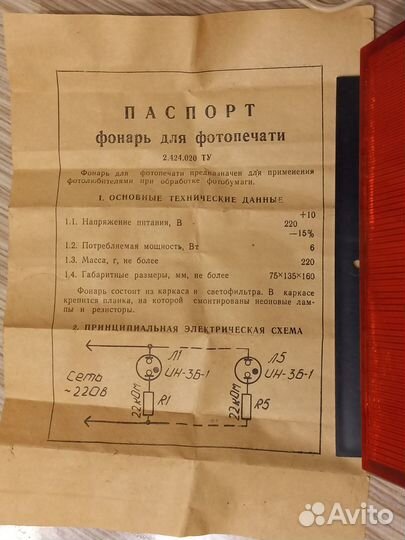 ПАСПОРТ
фонарь для фотопечати
2.424.020 ТУ
Фонарь для фотопечати предназначен для применения
фотолюбителями при обработке фотобумаги.
1. ОСНОВНЫЕ ТЕХНИЧЕСКИЕ ДАННЫЕ
+10
1.1. Напряжение питания, В 220
—15%
1.2. Потребляемая мощность, Вт 6
1.3. Масса, г, не более 220
1.4. Габаритные размеры, мм, не более 75×135×160
Фонарь состоит из каркаса и светофильтра. В каркасе
крепится планка, на которой смонтированы неоновые лам-
пы и резисторы.
2. ПРИНЦИПИАЛЬНАЯ ЭЛЕКТРИЧЕСКАЯ СХЕМА
Л1 Л5
ИН-3Б-1 ИН-3Б-1
Сеть
~220в
22кОм R1 22кОм R5
Avito